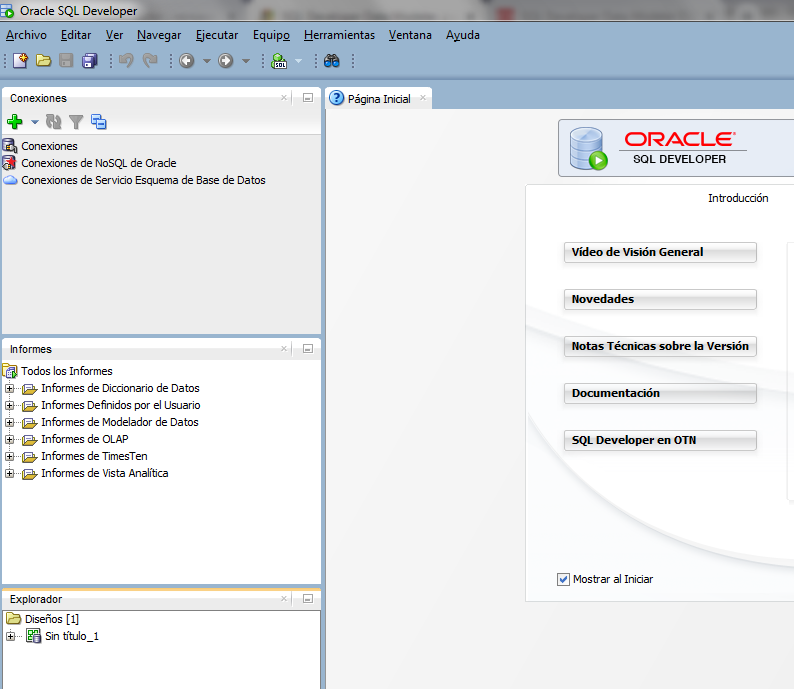 Oracle SQL Developer
Archivo Editar Ver Navegar Ejecutar Equipo Herramientas Ventana Ayuda
SQL
Conexiones
Conexiones
Conexiones de NoSQL de Oracle
Conexiones de Servicio Esquema de Base de Datos
Informes
Todos los Informes
Informes de Diccionario de Datos
Informes Definidos por el Usuario
Informes de Modelador de Datos
Informes de OLAP
Informes de TimesTen
Informes de Vista Analítica
Explorador
Diseños [1]
Sin título_1
Página Inicial
ORACLE
SQL DEVELOPER
Introducción
Vídeo de Visión General
Novedades
Notas Técnicas sobre la Versión
Documentación
SQL Developer en OTN
Mostrar al Iniciar